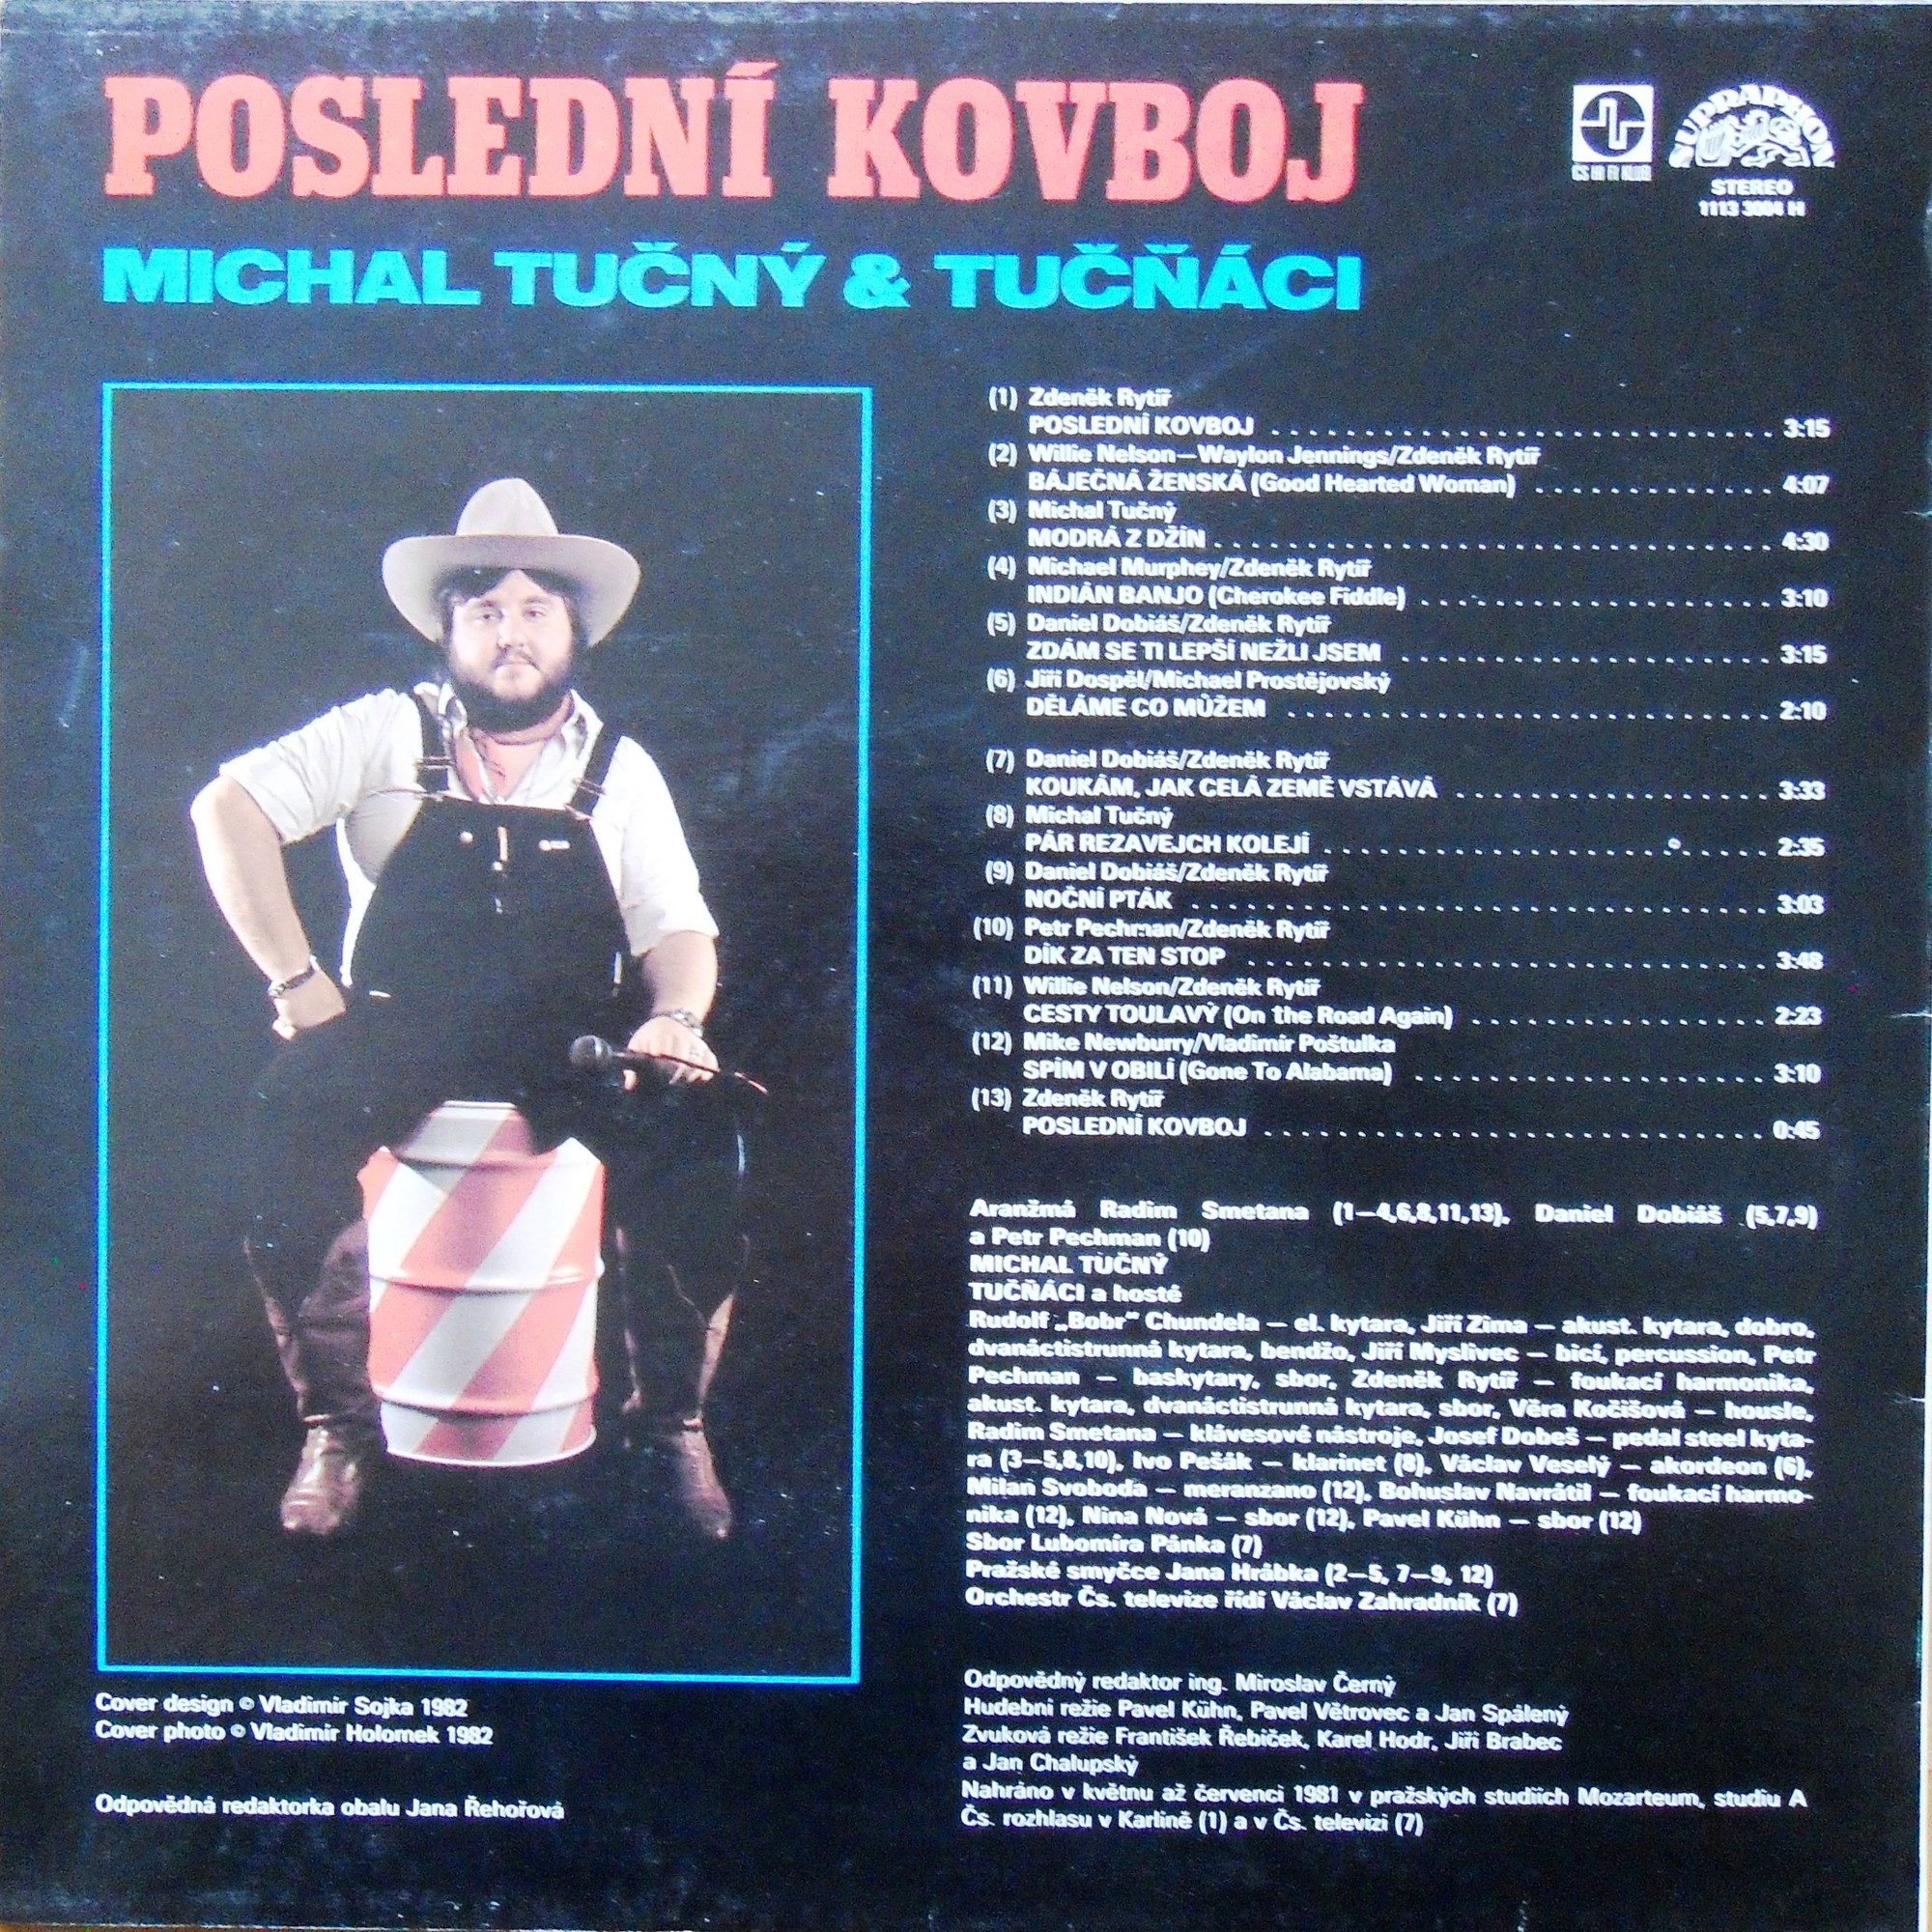 POSLEDNÍ KOVBOJ
MICHAL TUČNÝ & TUČŇÁCI
ČS HI FI KLUB
SUPRAPHON
STEREO
1113 3004 H
(1) Zdeněk Rytíř
POSLEDNÍ KOVBOJ 3:15
(2) Willie Nelson—Waylon Jennings/Zdeněk Rytíř
BÁJEČNÁ ŽENSKÁ (Good Hearted Woman) 4:07
(3) Michal Tučný
MODRÁ Z DŽÍN 4:30
(4) Michael Murphey/Zdeněk Rytíř
INDIÁN BANJO (Cherokee Fiddle) 3:10
(5) Daniel Dobiáš/Zdeněk Rytíř
ZDÁM SE TI LEPŠÍ NEŽLI JSEM 3:15
(6) Jiří Dospěl/Michael Prostějovský
DĚLÁME CO MŮŽEM 2:10
(7) Daniel Dobiáš/Zdeněk Rytíř
KOUKÁM, JAK CELÁ ZEMĚ VSTÁVÁ 3:33
(8) Michal Tučný
PÁR REZAVEJCH KOLEJÍ 2:35
(9) Daniel Dobiáš/Zdeněk Rytíř
NOČNÍ PTÁK 3:03
(10) Petr Pechman/Zdeněk Rytíř
DÍK ZA TEN STOP 3:48
(11) Willie Nelson/Zdeněk Rytíř
CESTY TOULAVÝ (On the Road Again) 2:23
(12) Mike Newburry/Vladimír Poštulka
SPÍM V OBILÍ (Gone To Alabama) 3:10
(13) Zdeněk Rytíř
POSLEDNÍ KOVBOJ 0:45
Aranžmá Radim Smetana (1—4,6,8,11,13), Daniel Dobiáš (5,7,9)
a Petr Pechman (10)
MICHAL TUČNÝ
TUČŇÁCI a hosté
Rudolf „Bobr" Chundela — el. kytara, Jiří Zima — akust. kytara, dobro,
dvanáctistrunná kytara, bendžo, Jiří Myslivec — bicí, percussion, Petr
Pechman — baskytary, sbor, Zdeněk Rytíř — foukací harmonika,
akust. kytara, dvanáctistrunná kytara, sbor, Věra Kočišová — housle,
Radim Smetana — klávesové nástroje, Josef Dobeš — pedal steel kyta-
ra (3—5,8,10), Ivo Pešák — klarinet (8), Václav Veselý — akordeon (6),
Milan Svoboda — meranzano (12), Bohuslav Navrátil — foukací harmo-
nika (12), Nina Nová — sbor (12), Pavel Kühn — sbor (12)
Sbor Lubomíra Pánka (7)
Pražské smyčce Jana Hrábka (2—5, 7—9, 12)
Orchestr Čs. televize řídí Václav Zahradník (7)
Odpovědný redaktor ing. Miroslav Černý
Hudební režie Pavel Kühn, Pavel Větrovec a Jan Spálený
Zvuková režie František Řebíček, Karel Hodr, Jiří Brabec
a Jan Chalupský
Nahráno v květnu až červenci 1981 v pražských studiích Mozarteum, studiu A
Čs. rozhlasu v Karlíně (1) a v Čs. televizi (7)
Cover design © Vladimír Sojka 1982
Cover photo © Vladimír Holomek 1982
Odpovědná redaktorka obalu Jana Řehořová